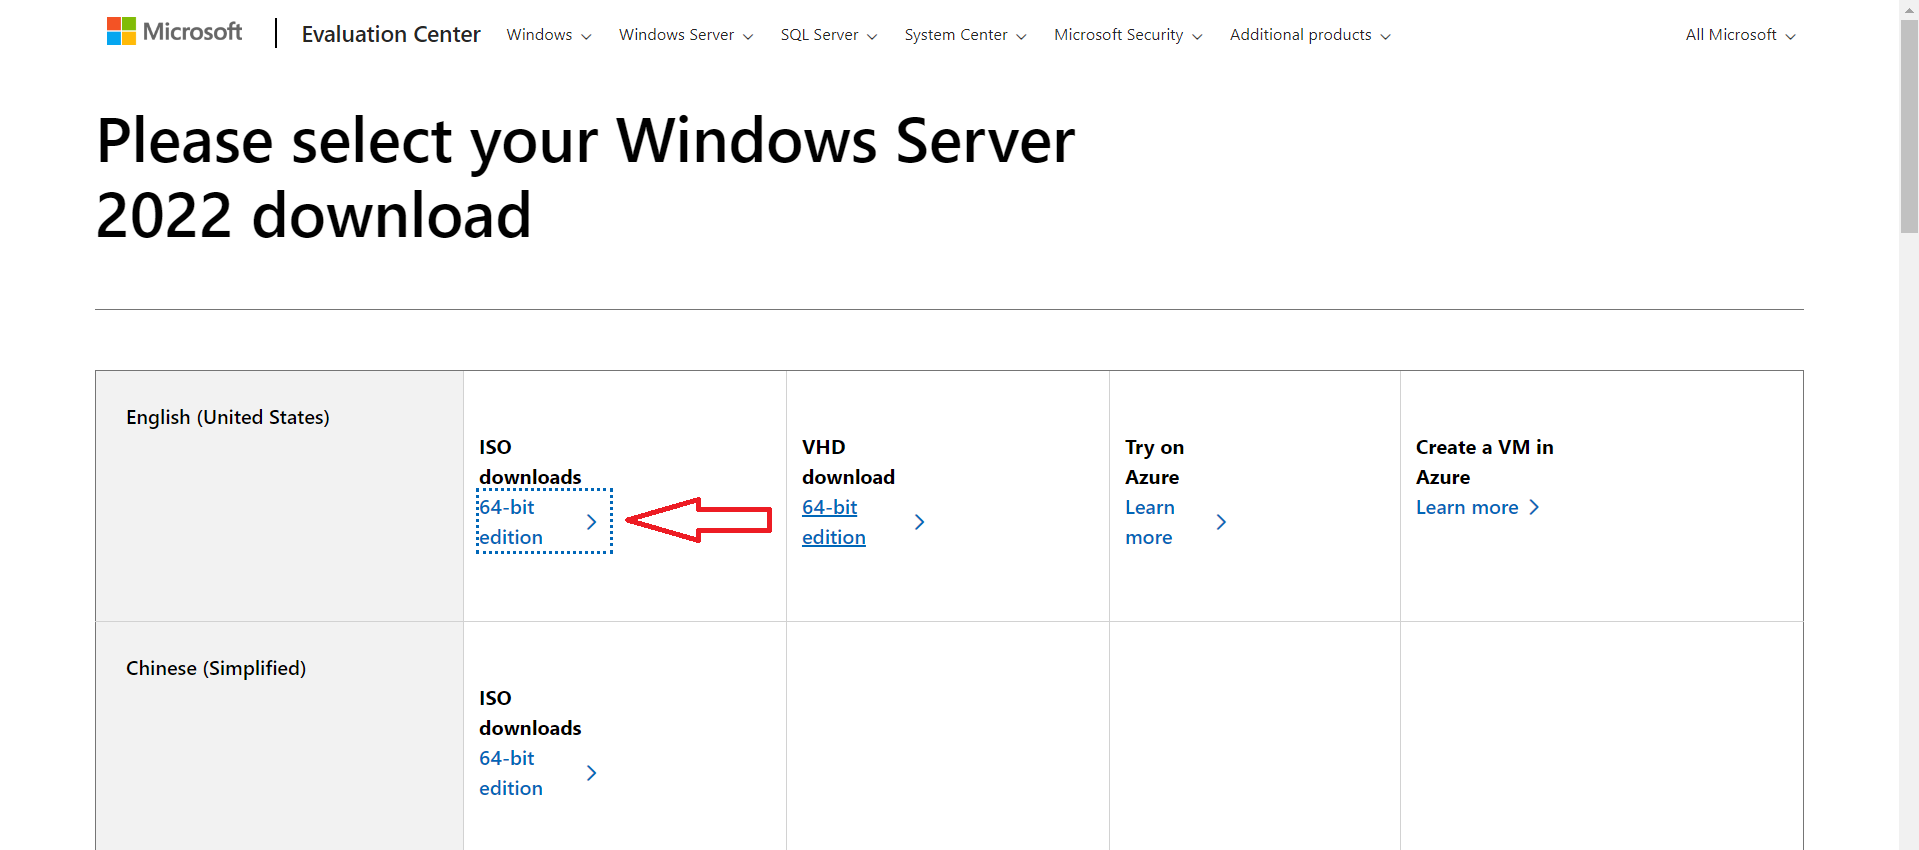 Microsoft | Evaluation Center Windows Windows Server SQL Server System Center Microsoft Security Additional products All Microsoft
Please select your Windows Server
2022 download
English (United States)
ISO
downloads
64-bit
edition
VHD
download
64-bit
edition
Try on
Azure
Learn
more
Create a VM in
Azure
Learn more
Chinese (Simplified)
ISO
downloads
64-bit
edition